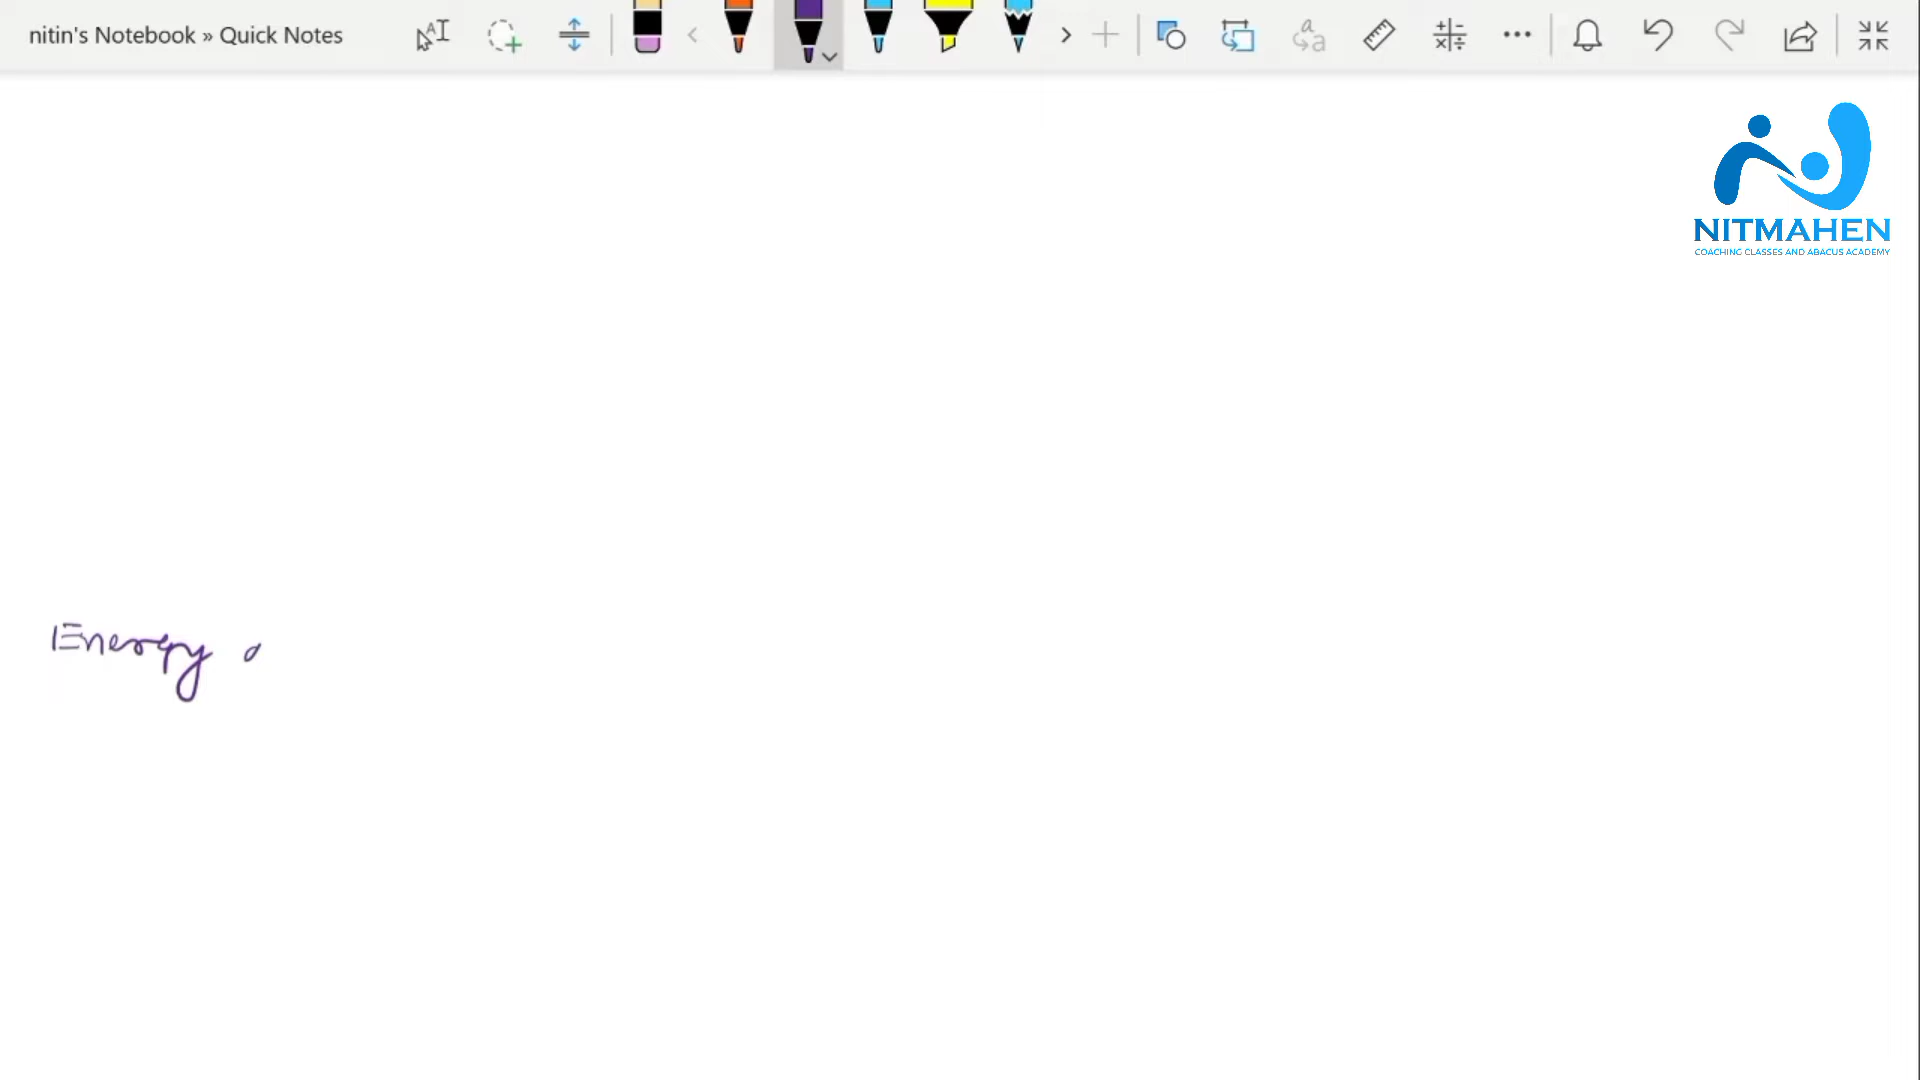 nitin's Notebook » Quick Notes
NITMAHEN
COACHING CLASSES AND ABACUS ACADEMY
Energy o